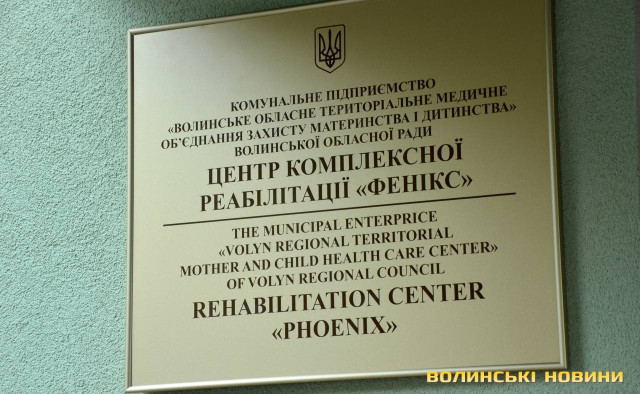 КОМУНАЛЬНЕ ПІДПРИЄМСТВО
«ВОЛИНСЬКЕ ОБЛАСНЕ ТЕРИТОРІАЛЬНЕ МЕДИЧНЕ
ОБ’ЄДНАННЯ ЗАХИСТУ МАТЕРИНСТВА І ДИТИНСТВА»
ВОЛИНСЬКОЇ ОБЛАСНОЇ РАДИ
ЦЕНТР КОМПЛЕКСНОЇ
РЕАБІЛІТАЦІЇ «ФЕНІКС»
THE MUNICIPAL ENTERPRICE
«VOLYN REGIONAL TERRITORIAL
MOTHER AND CHILD HEALTH CARE CENTER»
OF VOLYN REGIONAL COUNCIL
REHABILITATION CENTER
«PHOENIX»
ВОЛИНСЬКІ НОВИНИ